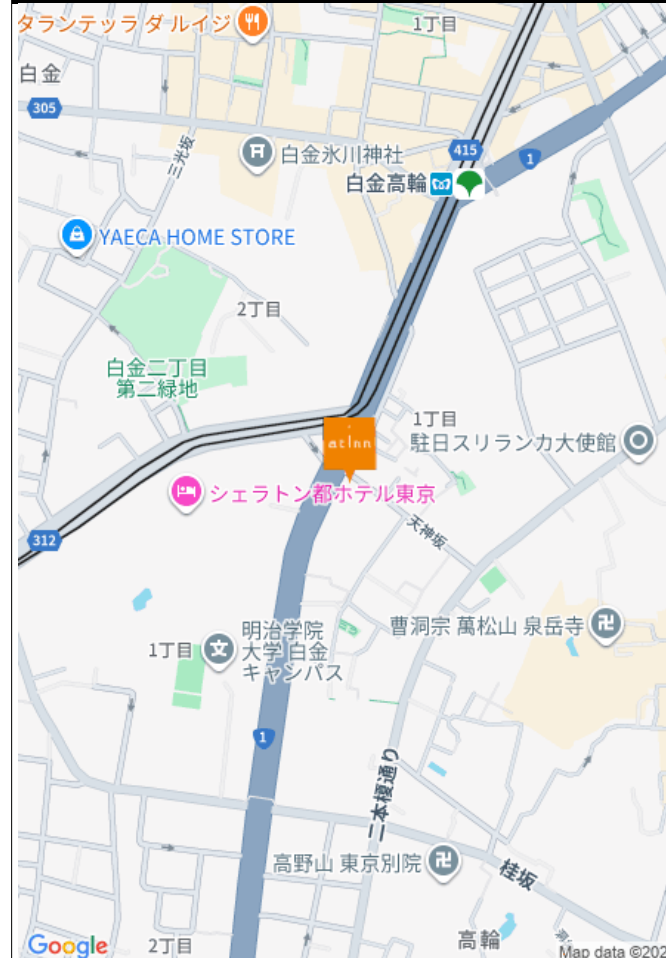 タランテッラ ダ ルイジ
1丁目
白金
305
三光坂
白金氷川神社
415
1
白金高輪
YAECA HOME STORE
2丁目
白金二丁目
第二緑地
1丁目
atInn
駐日スリランカ大使館
シェラトン都ホテル東京
天神坂
312
明治学院
大学 白金
キャンパス
1丁目
曹洞宗 萬松山 泉岳寺
1
二本榎通り
高野山 東京別院
桂坂
高輪
Google
2丁目
Map data ©202